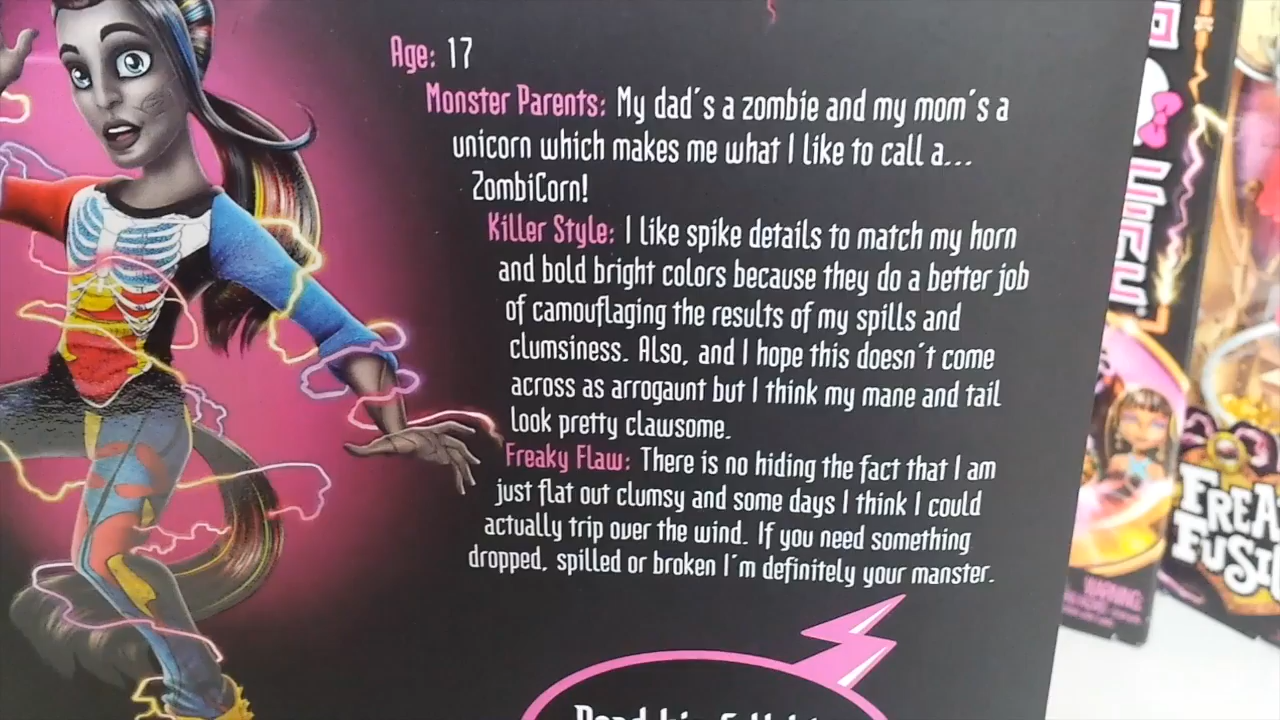 Age: 17
Monster Parents: My dad's a zombie and my mom's a
unicorn which makes me what I like to call a...
ZombiCorn!
Killer Style: I like spike details to match my horn
and bold bright colors because they do a better job
of camouflaging the results of my spills and
clumsiness. Also, and I hope this doesn't come
across as arrogaunt but I think my mane and tail
look pretty clawsome.
Freaky Flaw: There is no hiding the fact that I am
just flat out clumsy and some days I think I could
actually trip over the wind. If you need something
dropped, spilled or broken I'm definitely your manster.
WARNING: